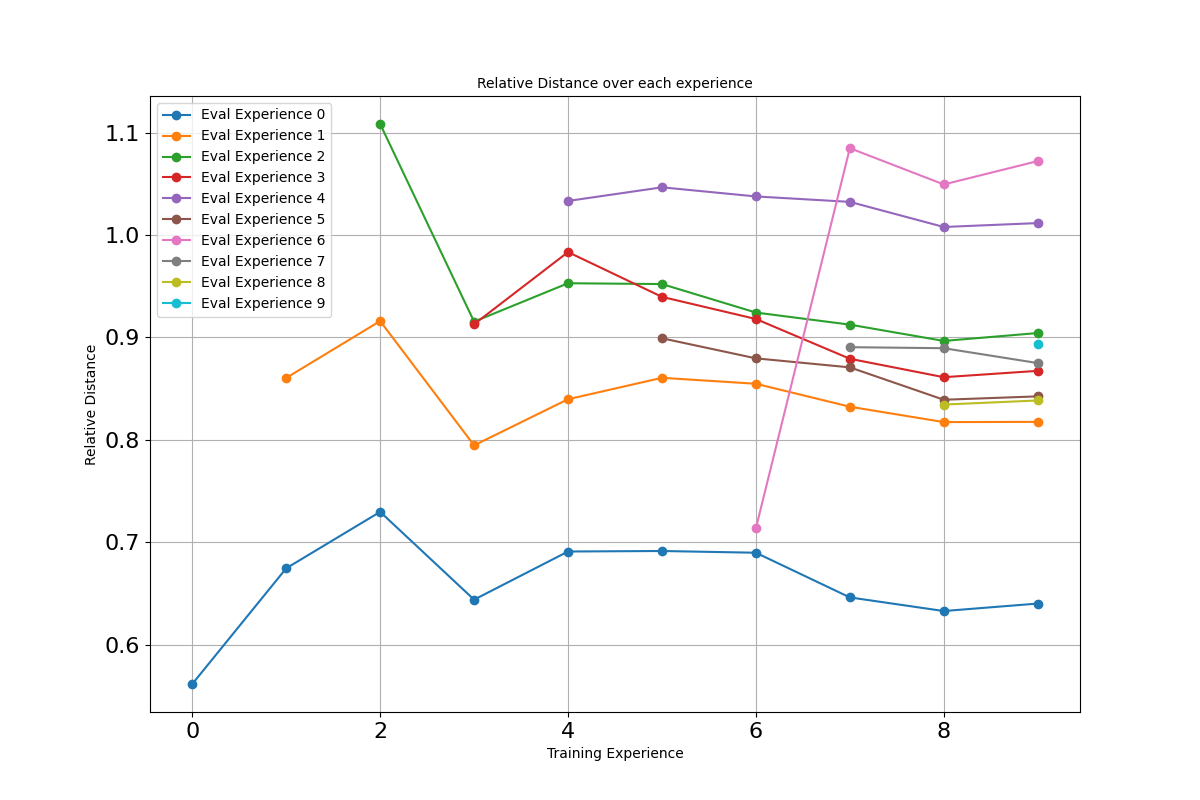 Relative Distance over each experience
Eval Experience 0
Eval Experience 1
Eval Experience 2
Eval Experience 3
Eval Experience 4
Eval Experience 5
Eval Experience 6
Eval Experience 7
Eval Experience 8
Eval Experience 9
1.1
1.0
0.9
0.8
0.7
0.6
Relative Distance
0 2 4 6 8
Training Experience